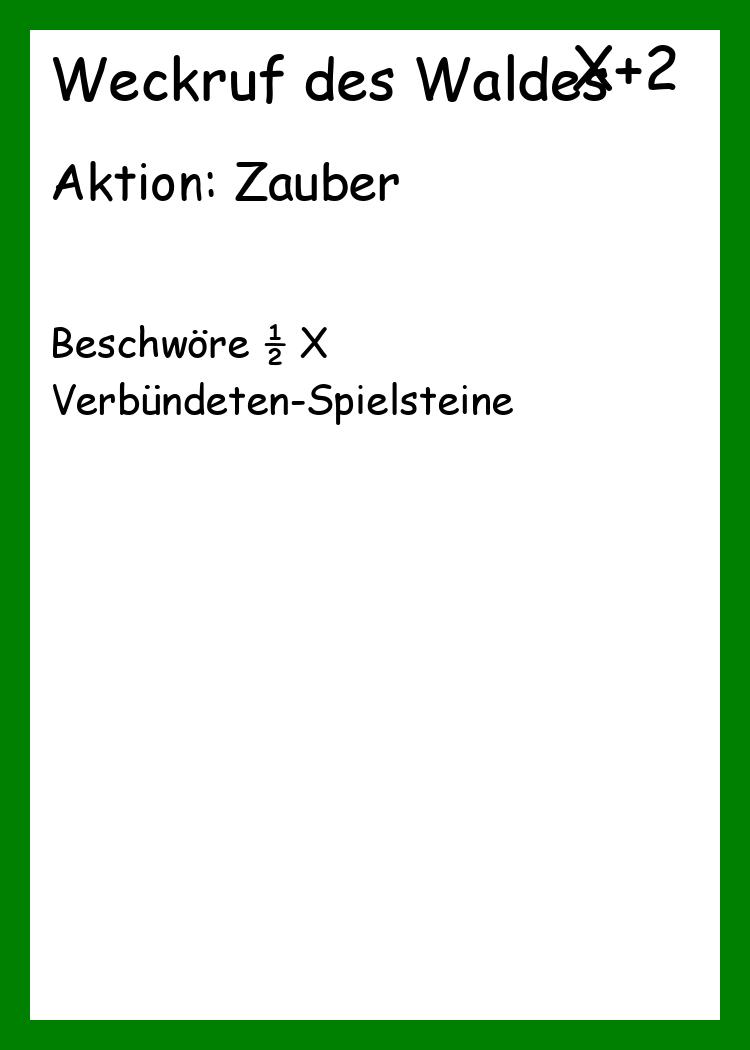 Weckruf des Waldes X+2
Aktion: Zauber
Beschwöre ½ X
Verbündeten-Spielsteine